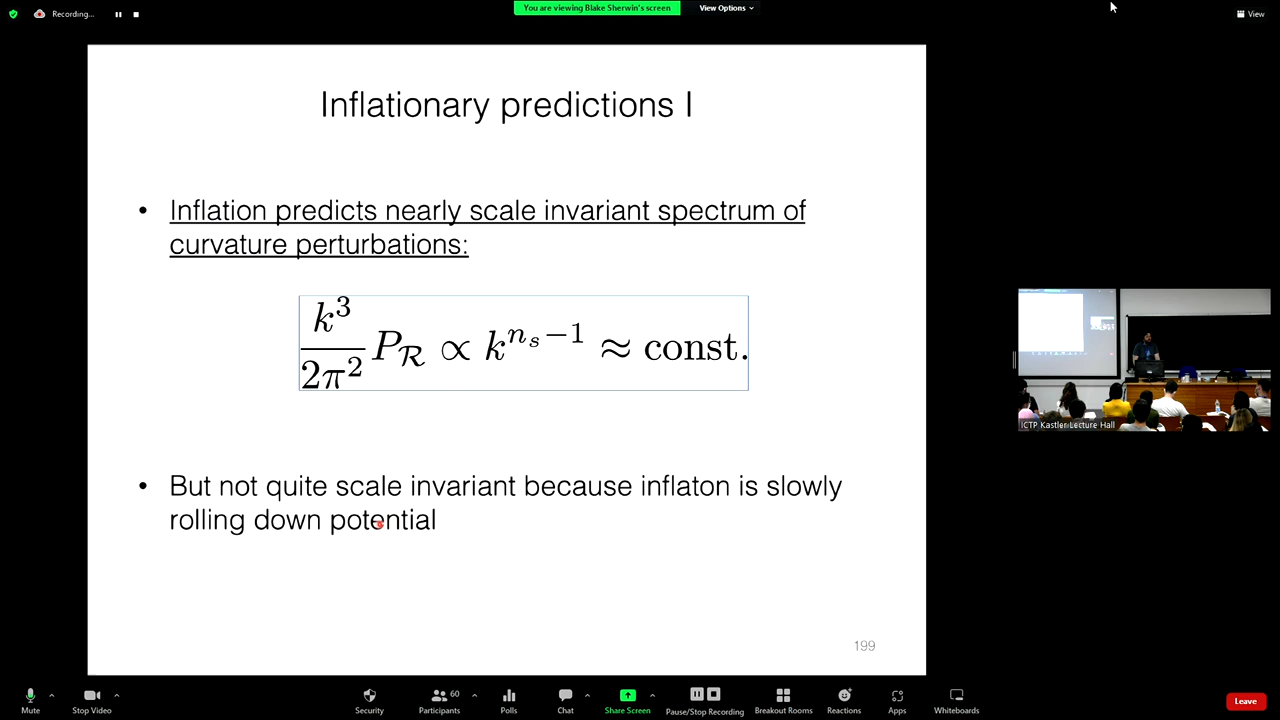 Recording...
You are viewing Blake Sherwin's screen
View Options
View
Inflationary predictions I
• Inflation predicts nearly scale invariant spectrum of
curvature perturbations:
k³/2π² P_R ∝ k^{n_s−1} ≈ const.
• But not quite scale invariant because inflaton is slowly
rolling down potential
199
ICTP Kastler Lecture Hall
Mute
Stop Video
Security
Participants
60
Polls
Chat
Share Screen
Pause/Stop Recording
Breakout Rooms
Reactions
Apps
Whiteboards
Leave